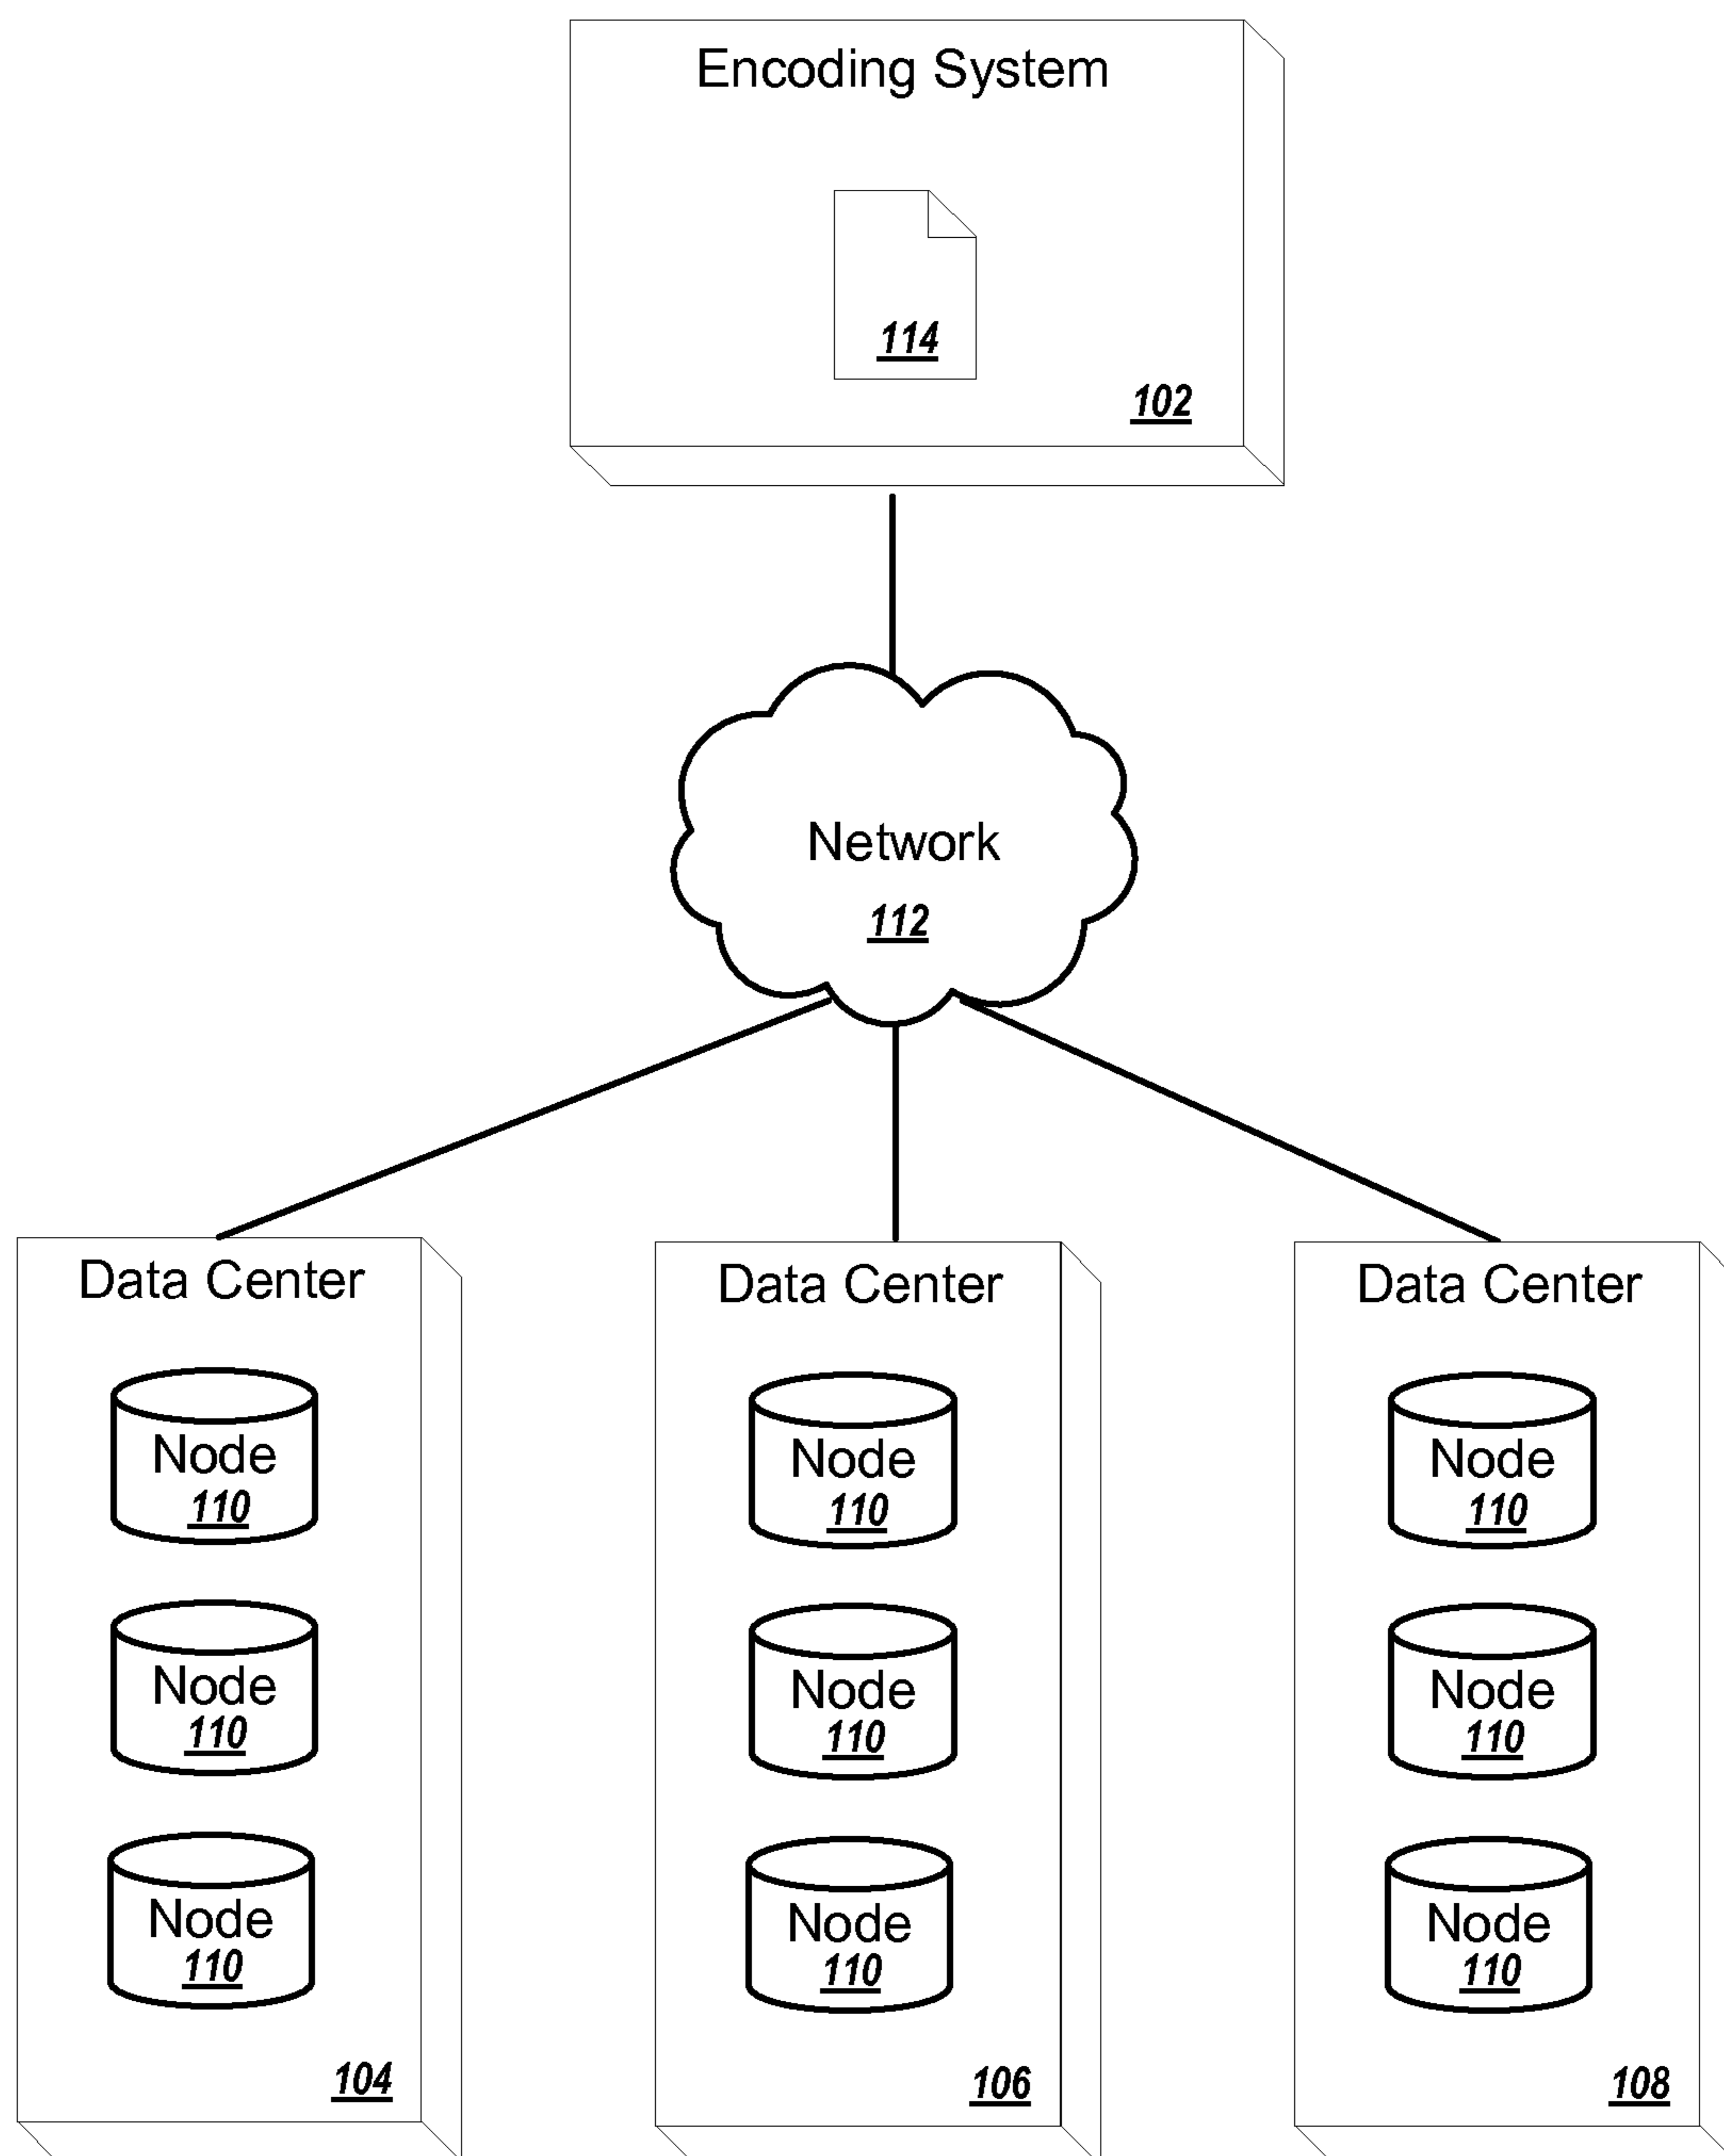 Encoding System
114
102
Network
112
Data Center
Node
110
Node
110
Node
110
104
Data Center
Node
110
Node
110
Node
110
106
Data Center
Node
110
Node
110
Node
110
108